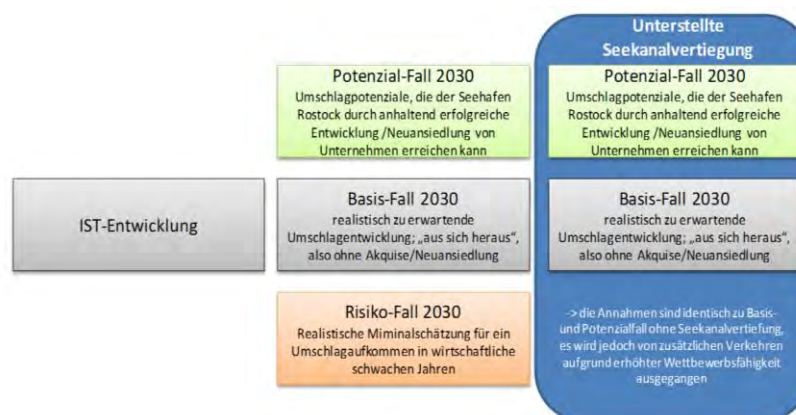 Unterstellte
Seekanalvertiegung
Potenzial-Fall 2030
Umschlagpotenziale, die der Seehafen
Rostock durch anhaltend erfolgreiche
Entwicklung /Neuansiedlung von
Unternehmen erreichen kann
Potenzial-Fall 2030
Umschlagpotenziale, die der Seehafen
Rostock durch anhaltend erfolgreiche
Entwicklung /Neuansiedlung von
Unternehmen erreichen kann
IST-Entwicklung
Basis-Fall 2030
realistisch zu erwartende
Umschlagentwicklung; „aus sich heraus“,
also ohne Akquise/Neuansiedlung
Basis-Fall 2030
realistisch zu erwartende
Umschlagentwicklung; „aus sich heraus“,
also ohne Akquise/Neuansiedlung
Risiko-Fall 2030
Realistische Miminalschätzung für ein
Umschlagaufkommen in wirtschaftliche
schwachen Jahren
-> die Annahmen sind identisch zu Basis-
und Potenzialfall ohne Seekanalvertiefung,
es wird jedoch von zusätzlichen Verkehren
aufgrund erhöhter Wettbewerbsfähigkeit
ausgegangen